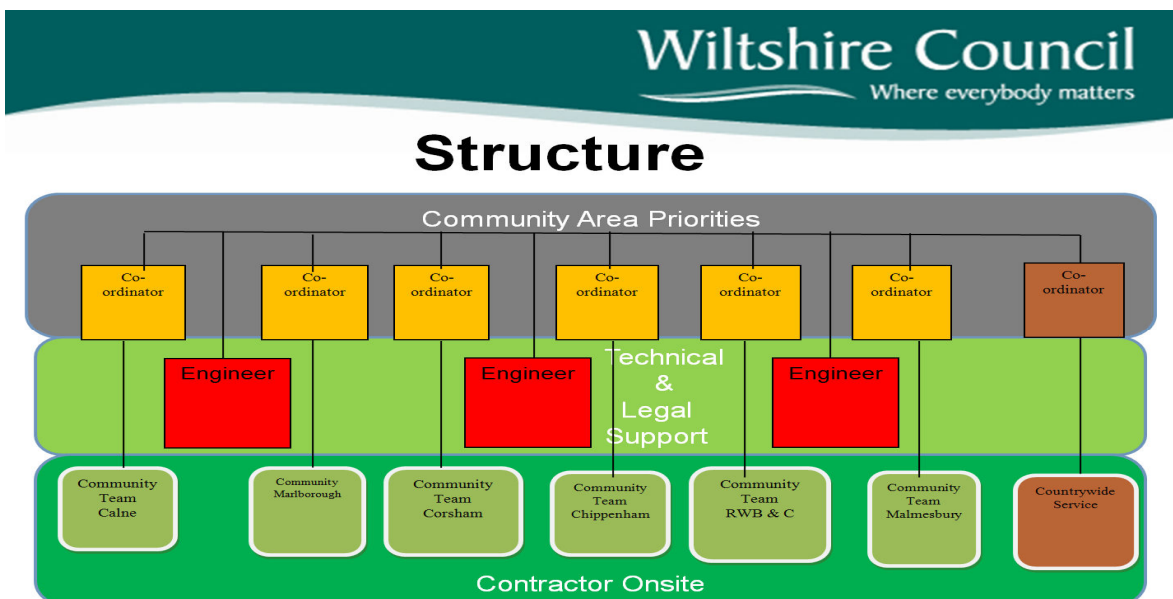 Wiltshire Council
Where everybody matters
Structure
Community Area Priorities
Co-
ordinator
Co-
ordinator
Co-
ordinator
Co-
ordinator
Co-
ordinator
Co-
ordinator
Co-
ordinator
Engineer
Engineer
Engineer
Technical
&
Legal
Support
Community
Team
Calne
Community
Marlborough
Community
Team
Corsham
Community
Team
Chippenham
Community
Team
RWB & C
Community
Team
Malmesbury
Countrywide
Service
Contractor Onsite